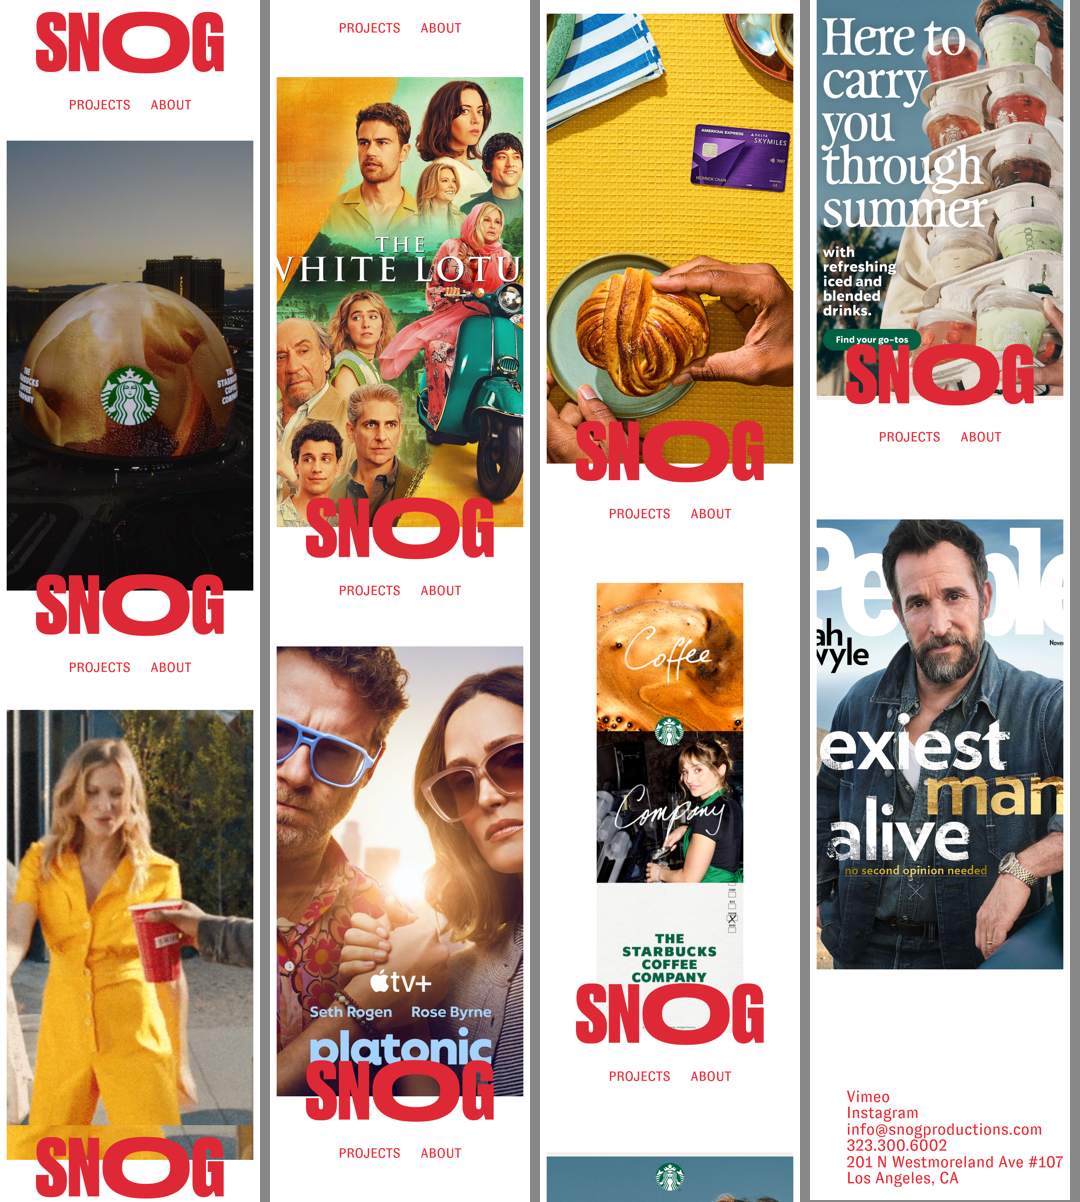 SNOG
PROJECTS ABOUT
THE
STARBUCKS
COFFEE
COMPANY
SNOG
PROJECTS ABOUT
SNOG
PROJECTS ABOUT
THE
WHITE LOTU
SNOG
PROJECTS ABOUT
tv+
Seth Rogen Rose Byrne
platonic
SNOG
PROJECTS ABOUT
AMERICAN EXPRESS
DELTA
SKYMILES
SNOG
PROJECTS ABOUT
Coffee
Company
THE
STARBUCKS
COFFEE
COMPANY
SNOG
PROJECTS ABOUT
Here to
carry
you
through
summer
with
refreshing
iced and
blended
drinks.
Find your go-tos
SNOG
PROJECTS ABOUT
People
ah
wyle
exiest
man
alive
no second opinion needed
Vimeo
Instagram
info@snogproductions.com
323.300.6002
201 N Westmoreland Ave #107
Los Angeles, CA